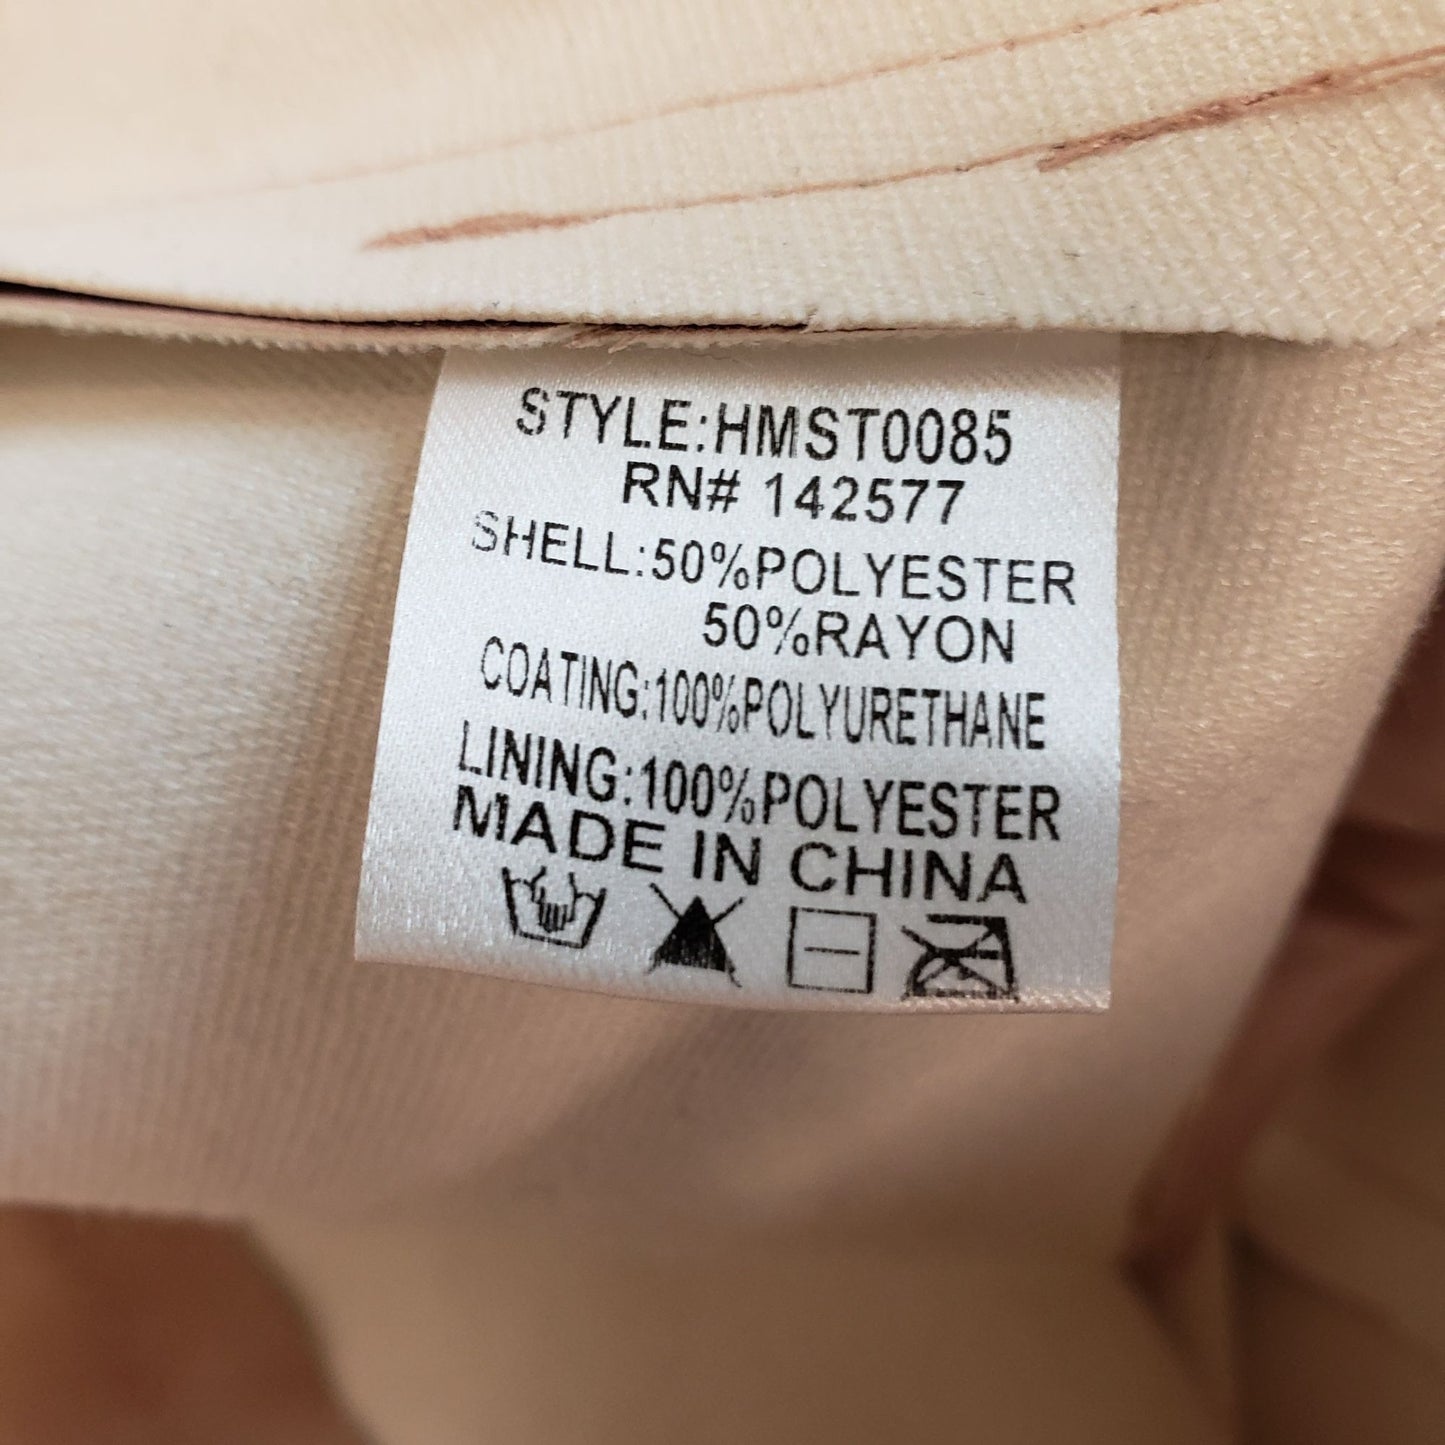 STYLE:HMST0085
RN# 142577
SHELL:50%POLYESTER
50%RAYON
COATING:100%POLYURETHANE
LINING:100%POLYESTER
MADE IN CHINA